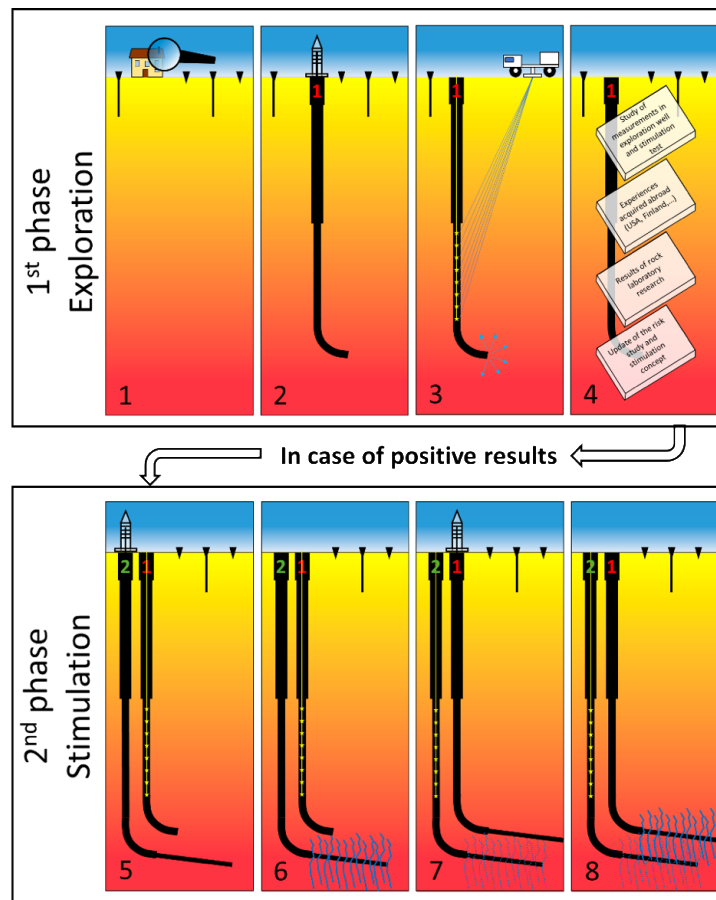 1st phase
Exploration
1
1
2
1
3
1
Study of
measurements in
exploration well
and stimulation
test
Experiences
acquired abroad
(USA, Finland,...)
Results of rock
laboratory
research
Update of the risk
study and
stimulation
concept
4
In case of positive results
2nd phase
Stimulation
2 1
5
2 1
6
2 1
7
2 1
8